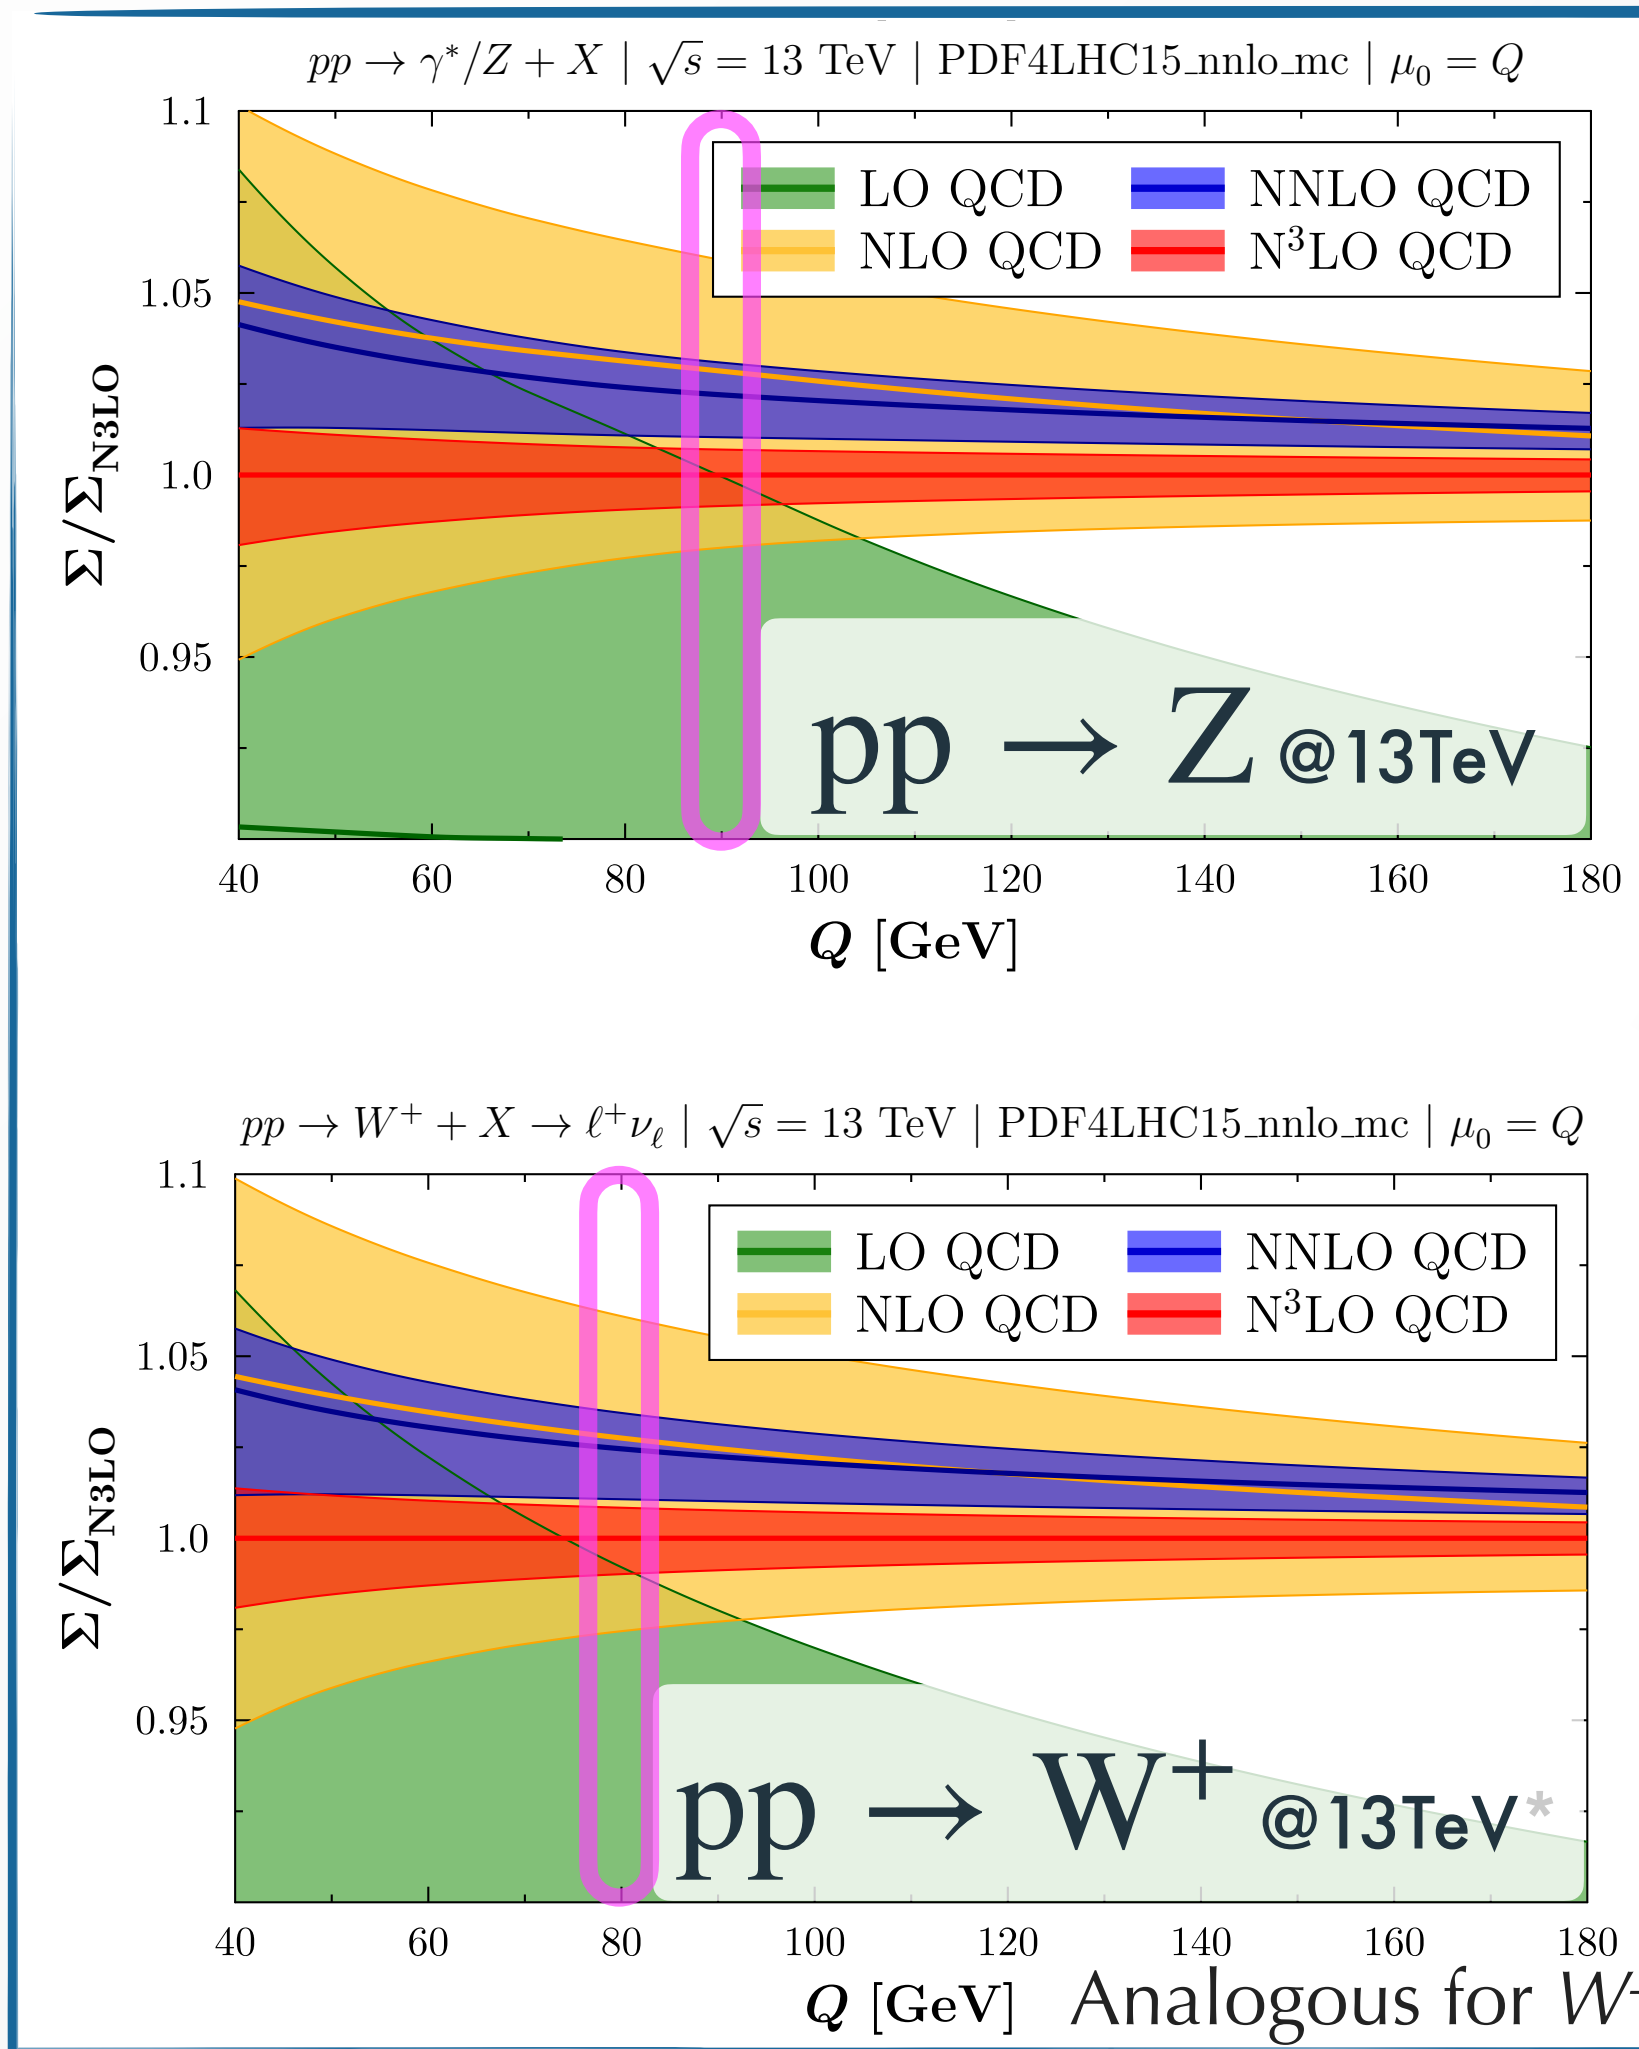 pp → γ*/Z + X | √s = 13 TeV | PDF4LHC15_nnlo_mc | μ₀ = Q
1.1
1.05
1.0
0.95
Σ/Σ_N3LO
LO QCD
NNLO QCD
NLO QCD
N³LO QCD
pp → Z @13TeV
40 60 80 100 120 140 160 180
Q [GeV]
pp → W⁺ + X → ℓ⁺ν_ℓ | √s = 13 TeV | PDF4LHC15_nnlo_mc | μ₀ = Q
1.1
1.05
1.0
0.95
Σ/Σ_N3LO
LO QCD
NNLO QCD
NLO QCD
N³LO QCD
pp → W⁺ @13TeV*
40 60 80 100 120 140 160 180
Q [GeV]
Analogous for W